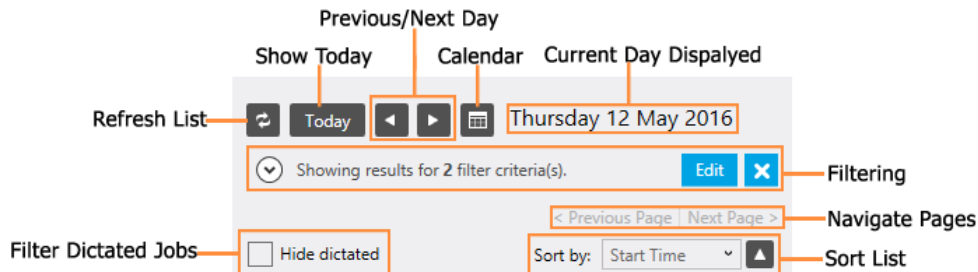 Previous/Next Day
Show Today
Calendar
Current Day Dispalyed
Refresh List
Today
Thursday 12 May 2016
Showing results for 2 filter criteria(s).
Edit
Filtering
< Previous Page | Next Page >
Navigate Pages
Filter Dictated Jobs
Hide dictated
Sort by:
Start Time
Sort List